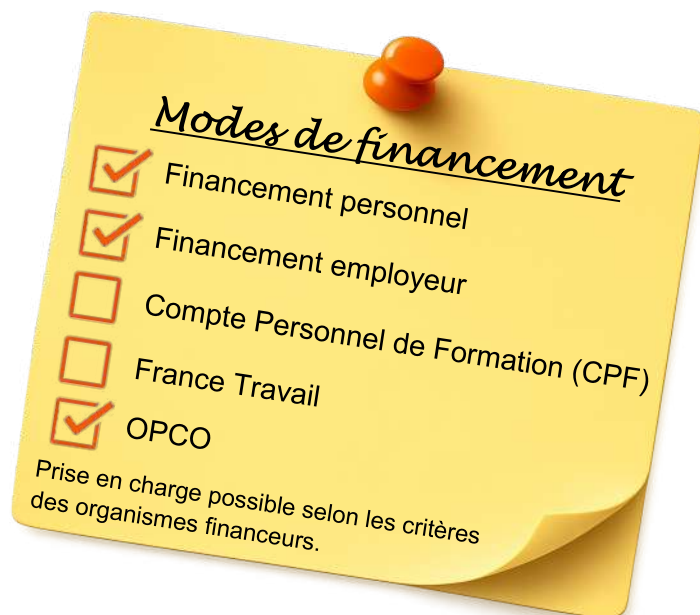 Modes de financement
Financement personnel
Financement employeur
Compte Personnel de Formation (CPF)
France Travail
OPCO
Prise en charge possible selon les critères
des organismes financeurs.